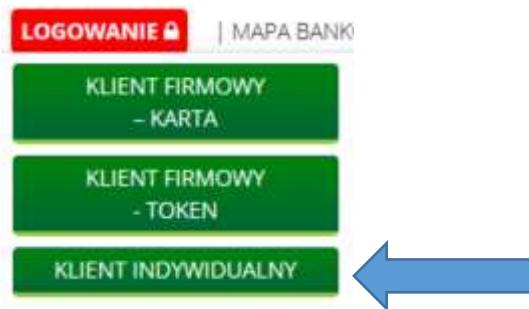 LOGOWANIE | MAPA BANK
KLIENT FIRMOWY
– KARTA
KLIENT FIRMOWY
- TOKEN
KLIENT INDYWIDUALNY